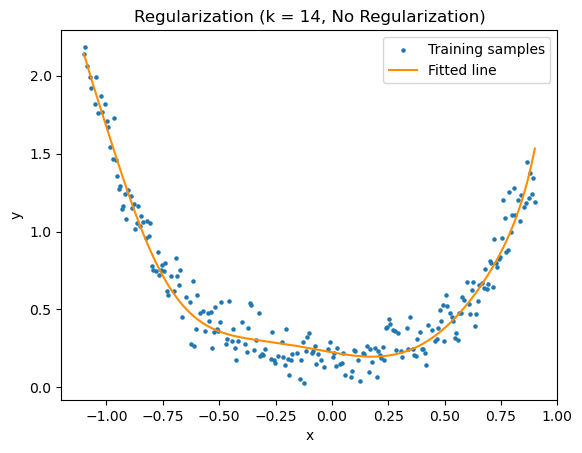 Regularization (k = 14, No Regularization)
Training samples
Fitted line
y
2.0
1.5
1.0
0.5
0.0
−1.00 −0.75 −0.50 −0.25 0.00 0.25 0.50 0.75 1.00
x